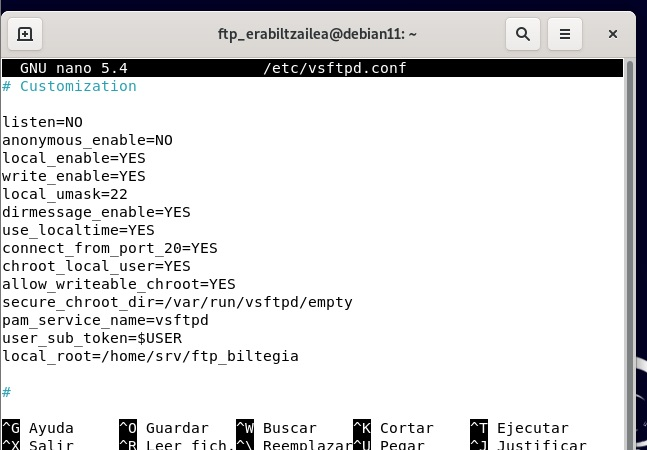 ftp_erabiltzailea@debian11: ~
GNU nano 5.4 /etc/vsftpd.conf
# Customization
listen=NO
anonymous_enable=NO
local_enable=YES
write_enable=YES
local_umask=22
dirmessage_enable=YES
use_localtime=YES
connect_from_port_20=YES
chroot_local_user=YES
allow_writeable_chroot=YES
secure_chroot_dir=/var/run/vsftpd/empty
pam_service_name=vsftpd
user_sub_token=$USER
local_root=/home/srv/ftp_biltegia
#
^G Ayuda ^O Guardar ^W Buscar ^K Cortar ^T Ejecutar
^X Salir ^R Leer fich. ^\ Reemplazar ^U Pegar ^J Justificar